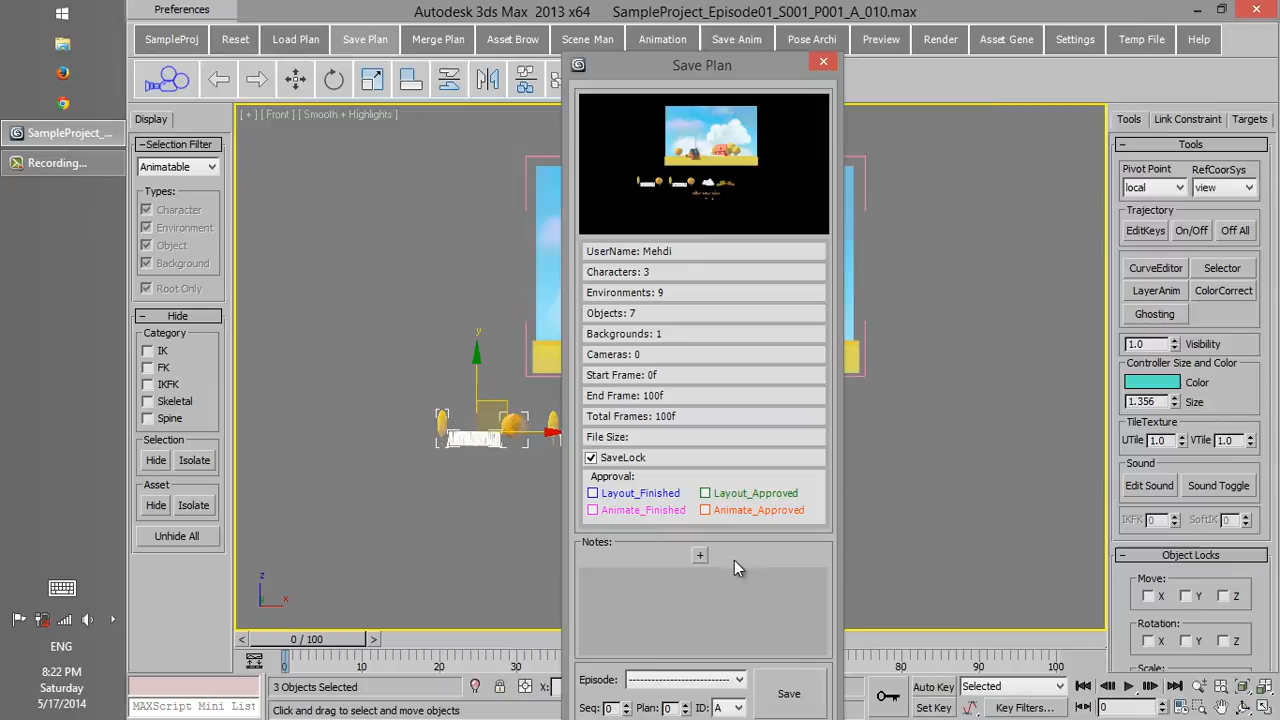 Preferences
Autodesk 3ds Max 2013 x64 SampleProject_Episode01_S001_P001_A_010.max
SampleProj Reset Load Plan Save Plan Merge Plan Asset Brow Scene Man Animation Save Anim Pose Archi Preview Render Asset Gene Settings Temp File Help
Save Plan
[ + ] [ Front ] [ Smooth + Highlights ]
SampleProject_...
Recording...
Display
Selection Filter
Animatable
Types:
Character
Environment
Object
Background
Root Only
Hide
Category
IK
FK
IKFK
Skeletal
Spine
Selection
Hide Isolate
Asset
Hide Isolate
Unhide All
y
z
x
UserName: Mehdi
Characters: 3
Environments: 9
Objects: 7
Backgrounds: 1
Cameras: 0
Start Frame: 0f
End Frame: 100f
Total Frames: 100f
File Size:
SaveLock
Approval:
Layout_Finished Layout_Approved
Animate_Finished Animate_Approved
Notes:
+
Episode: ----------------------------
Seq: 0 Plan: 0 ID: A
Save
Tools Link Constraint Targets
Tools
Pivot Point RefCoorSys
local view
Trajectory
EditKeys On/Off Off All
CurveEditor Selector
LayerAnim ColorCorrect
Ghosting
1.0 Visibility
Controller Size and Color
Color
1.356 Size
TileTexture
UTile 1.0 VTile 1.0
Sound
Edit Sound Sound Toggle
IKFK 0 SoftIK 0
Object Locks
Move:
X Y Z
Rotation:
X Y Z
Scale:
ENG
8:22 PM
Saturday
5/17/2014
< 0 / 100 >
0 10 20 30 80 90 100
3 Objects Selected X:
MAXScript Mini List Click and drag to select and move objects
Auto Key Selected
Set Key Key Filters... 0